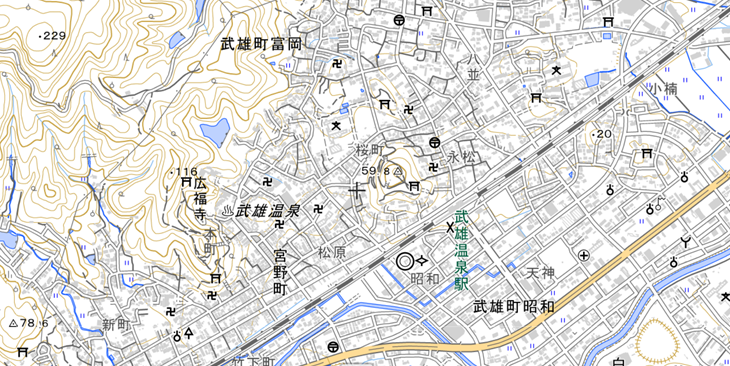 229
武雄町富岡
八並
小楠
20
桜町
永松
59.8
116
広福寺
武雄温泉
本町
宮野町
松原
武雄温泉駅
昭和
天神
武雄町昭和
78.6
新町
竹下町
白